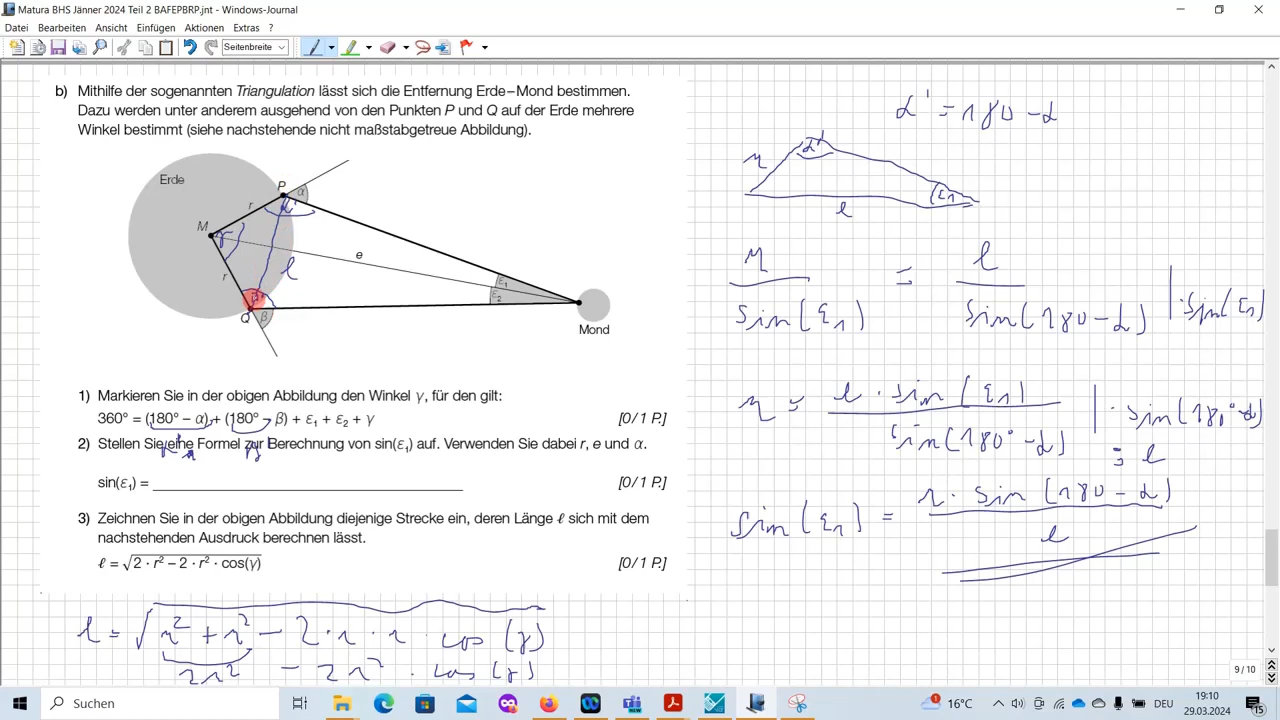 Matura BHS Jänner 2024 Teil 2 BAFEPBRP.jnt - Windows-Journal
Datei Bearbeiten Ansicht Einfügen Aktionen Extras ?
Seitenbreite
b) Mithilfe der sogenannten Triangulation lässt sich die Entfernung Erde–Mond bestimmen.
Dazu werden unter anderem ausgehend von den Punkten P und Q auf der Erde mehrere
Winkel bestimmt (siehe nachstehende nicht maßstabgetreue Abbildung).
Erde
P
α
α'
r
M
γ
e
l
r
ε₁
ε₂
β'
Q
β
Mond
1) Markieren Sie in der obigen Abbildung den Winkel γ, für den gilt:
360° = (180° − α) + (180° − β) + ε₁ + ε₂ + γ [0/1 P.]
2) Stellen Sie eine Formel zur Berechnung von sin(ε₁) auf. Verwenden Sie dabei r, e und α.
sin(ε₁) = [0/1 P.]
3) Zeichnen Sie in der obigen Abbildung diejenige Strecke ein, deren Länge ℓ sich mit dem
nachstehenden Ausdruck berechnen lässt.
ℓ = √2 · r² − 2 · r² · cos(γ) [0/1 P.]
l = √r² + r² − 2 · r · r · cos (γ)
2r² − 2r² · cos (γ)
α' = 180 − α
r
α'
ε₁
e
r / sin(ε₁) = e / sin(180 − α) | · sin(ε₁)
r = e · sin(ε₁) / sin(180° − α) | · sin(180° − α)
: e
sin(ε₁) = r · sin(180 − α) / e
9 / 10
Suchen
1
16°C
DEU
19:10
29.03.2024
15